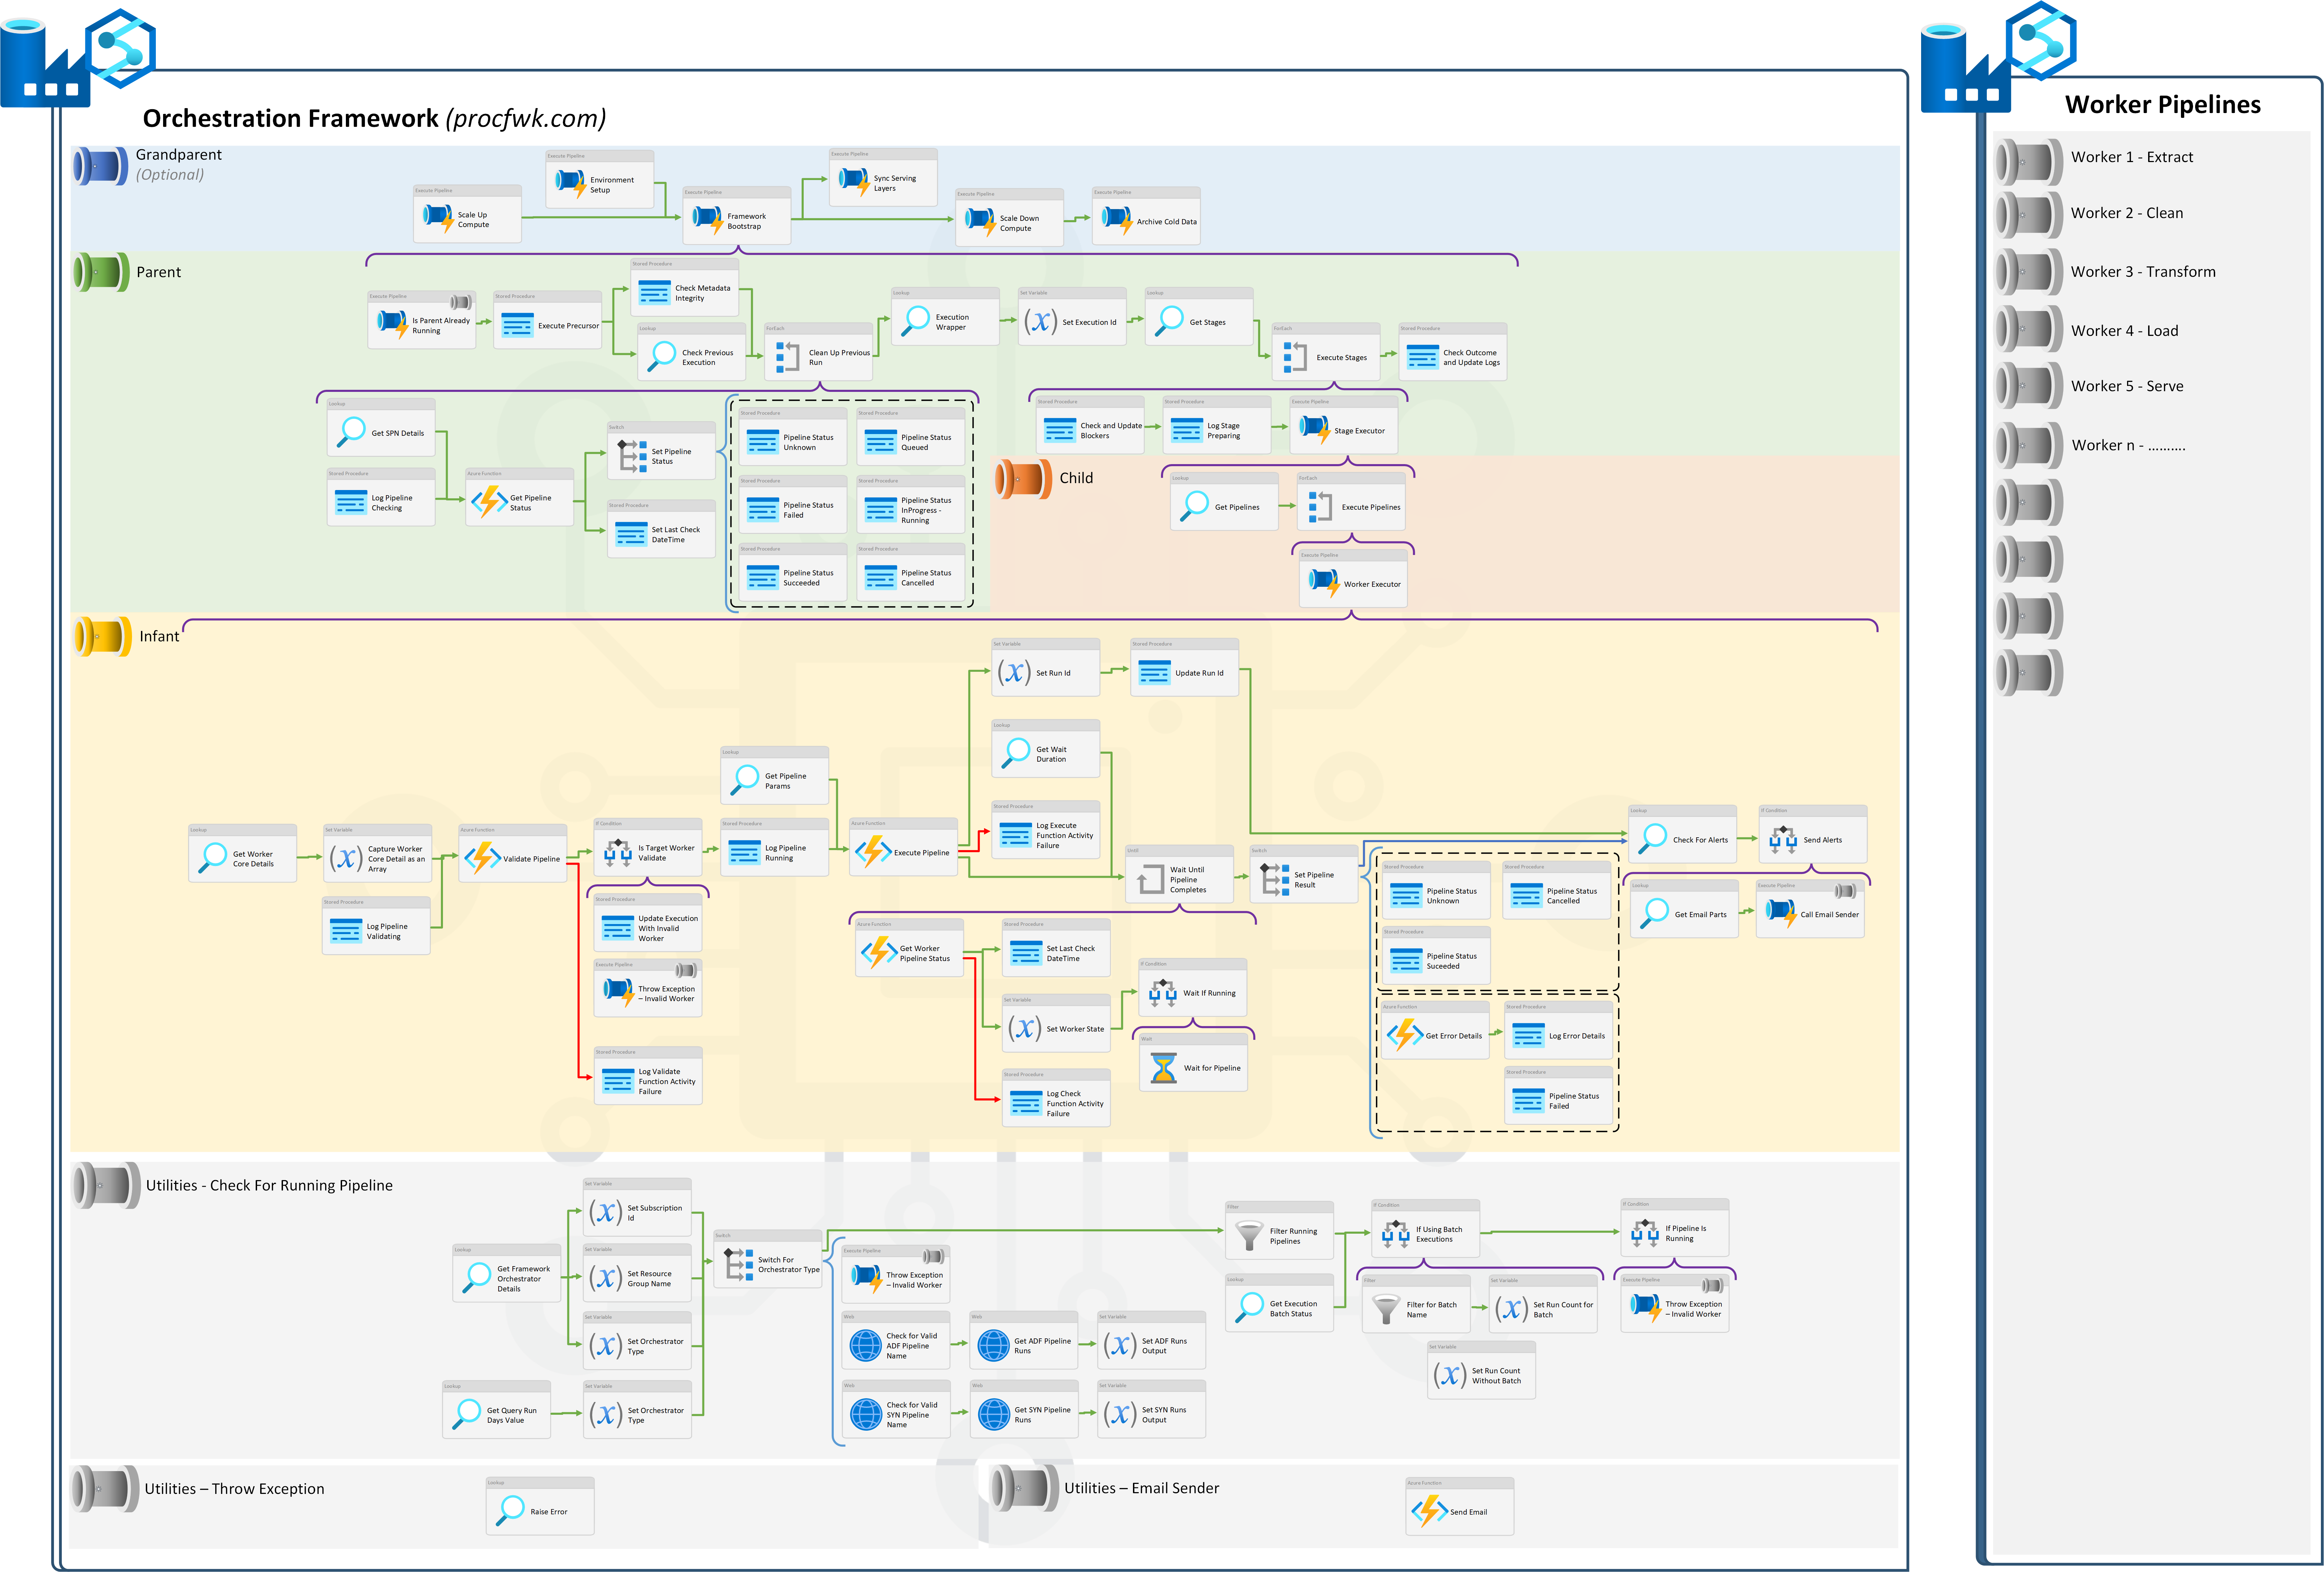 Orchestration Framework (procfwk.com)
Grandparent
(Optional)
Execute Pipeline
Scale Up
Compute
Execute Pipeline
Environment
Setup
Execute Pipeline
Framework
Bootstrap
Execute Pipeline
Sync Serving
Layers
Execute Pipeline
Scale Down
Compute
Execute Pipeline
Archive Cold Data
Parent
Execute Pipeline
Is Parent Already
Running
Stored Procedure
Execute Precursor
Stored Procedure
Check Metadata
Integrity
Lookup
Check Previous
Execution
ForEach
Clean Up Previous
Run
Lookup
Execution
Wrapper
Set Variable
Set Execution Id
Lookup
Get Stages
ForEach
Execute Stages
Stored Procedure
Check Outcome
and Update Logs
Lookup
Get SPN Details
Stored Procedure
Log Pipeline
Checking
Azure Function
Get Pipeline
Status
Switch
Set Pipeline
Status
Stored Procedure
Set Last Check
DateTime
Stored Procedure
Pipeline Status
Unknown
Stored Procedure
Pipeline Status
Queued
Stored Procedure
Pipeline Status
Failed
Stored Procedure
Pipeline Status
InProgress -
Running
Stored Procedure
Pipeline Status
Succeeded
Stored Procedure
Pipeline Status
Cancelled
Stored Procedure
Check and Update
Blockers
Stored Procedure
Log Stage
Preparing
Execute Pipeline
Stage Executor
Child
Lookup
Get Pipelines
ForEach
Execute Pipelines
Execute Pipeline
Worker Executor
Infant
Lookup
Get Worker
Core Details
Set Variable
Capture Worker
Core Detail as an
Array
Stored Procedure
Log Pipeline
Validating
Azure Function
Validate Pipeline
If Condition
Is Target Worker
Validate
Stored Procedure
Update Execution
With Invalid
Worker
Execute Pipeline
Throw Exception
– Invalid Worker
Stored Procedure
Log Validate
Function Activity
Failure
Lookup
Get Pipeline
Params
Stored Procedure
Log Pipeline
Running
Azure Function
Execute Pipeline
Set Variable
Set Run Id
Stored Procedure
Update Run Id
Lookup
Get Wait
Duration
Stored Procedure
Log Execute
Function Activity
Failure
Until
Wait Until
Pipeline
Completes
Azure Function
Get Worker
Pipeline Status
Stored Procedure
Set Last Check
DateTime
Set Variable
Set Worker State
Stored Procedure
Log Check
Function Activity
Failure
If Condition
Wait If Running
Wait
Wait for Pipeline
Switch
Set Pipeline
Result
Stored Procedure
Pipeline Status
Unknown
Stored Procedure
Pipeline Status
Cancelled
Stored Procedure
Pipeline Status
Suceeded
Azure Function
Get Error Details
Stored Procedure
Log Error Details
Stored Procedure
Pipeline Status
Failed
Lookup
Check For Alerts
If Condition
Send Alerts
Lookup
Get Email Parts
Execute Pipeline
Call Email Sender
Utilities - Check For Running Pipeline
Lookup
Get Framework
Orchestrator
Details
Lookup
Get Query Run
Days Value
Set Variable
Set Subscription
Id
Set Variable
Set Resource
Group Name
Set Variable
Set Orchestrator
Type
Set Variable
Set Orchestrator
Type
Switch
Switch For
Orchestrator Type
Execute Pipeline
Throw Exception
– Invalid Worker
Web
Check for Valid
ADF Pipeline
Name
Web
Get ADF Pipeline
Runs
Set Variable
Set ADF Runs
Output
Web
Check for Valid
SYN Pipeline
Name
Web
Get SYN Pipeline
Runs
Set Variable
Set SYN Runs
Output
Filter
Filter Running
Pipelines
Lookup
Get Execution
Batch Status
If Condition
If Using Batch
Executions
Filter
Filter for Batch
Name
Set Variable
Set Run Count for
Batch
Set Variable
Set Run Count
Without Batch
If Condition
If Pipeline Is
Running
Execute Pipeline
Throw Exception
– Invalid Worker
Utilities – Throw Exception
Lookup
Raise Error
Utilities – Email Sender
Azure Function
Send Email
Worker Pipelines
Worker 1 - Extract
Worker 2 - Clean
Worker 3 - Transform
Worker 4 - Load
Worker 5 - Serve
Worker n - ..........